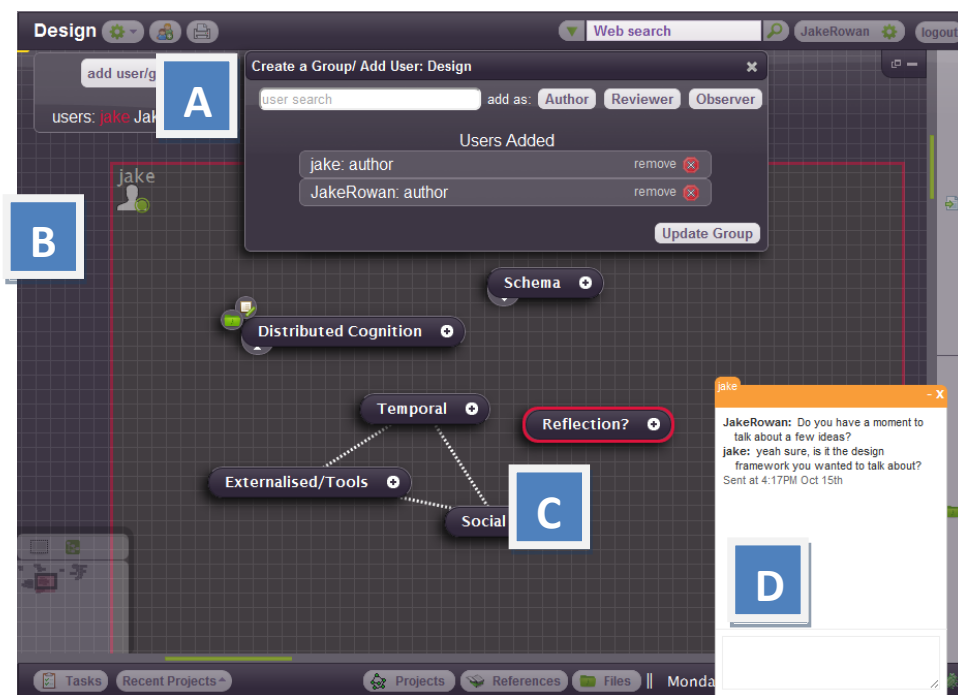 Design
Web search
JakeRowan
logout
add user/g
users: jake Jak
A
Create a Group/ Add User: Design
user search
add as: Author Reviewer Observer
Users Added
jake: author remove
JakeRowan: author remove
Update Group
jake
B
Schema
Distributed Cognition
Temporal
Reflection?
Externalised/Tools
Social
C
jake
- X
JakeRowan: Do you have a moment to
talk about a few ideas?
jake: yeah sure, is it the design
framework you wanted to talk about?
Sent at 4:17PM Oct 15th
D
Tasks
Recent Projects
Projects
References
Files
Monda